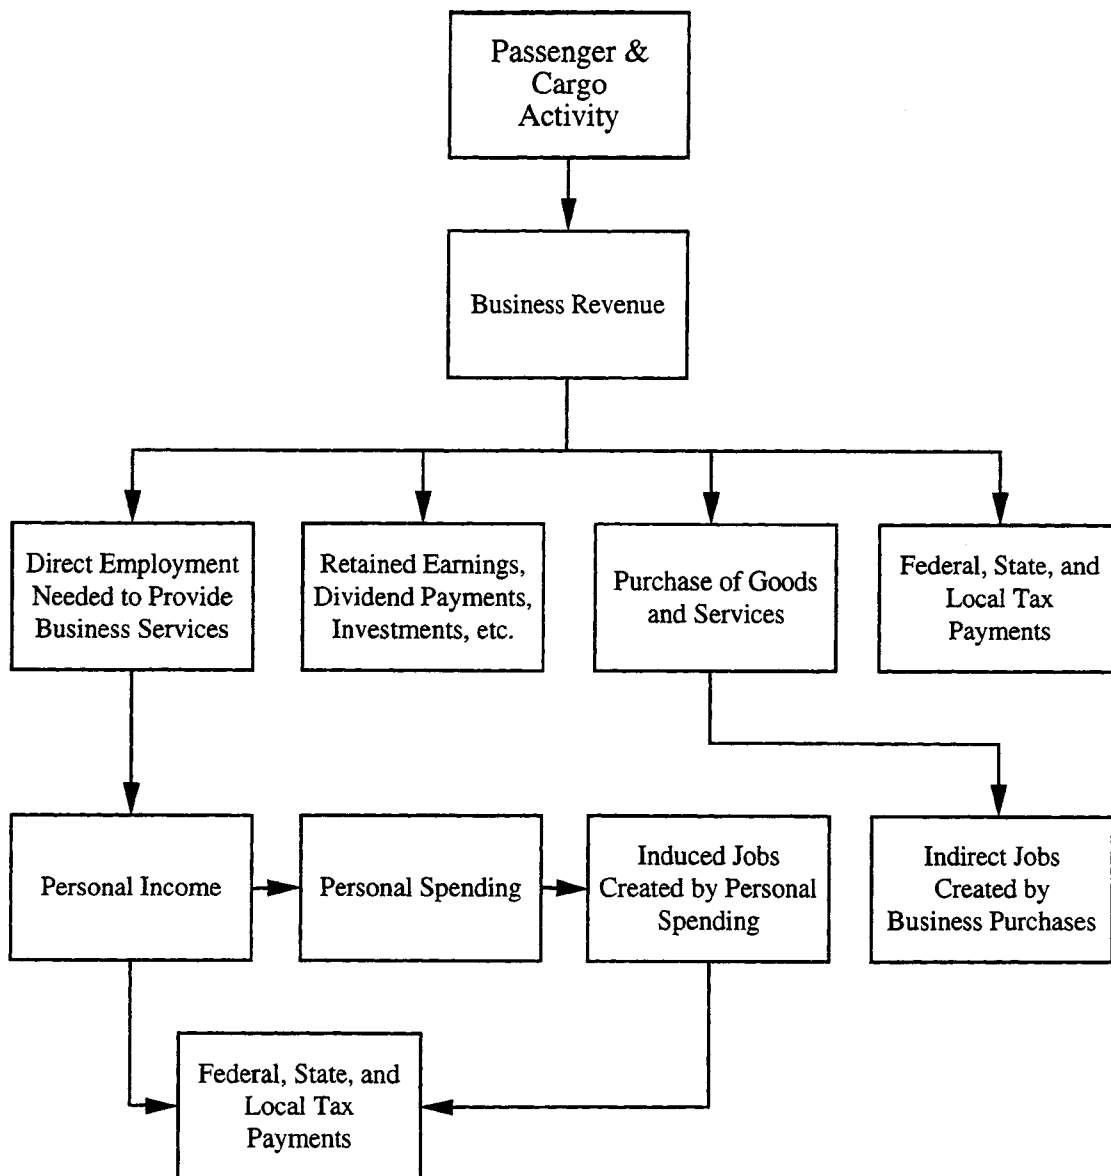 Passenger &
Cargo
Activity
Business Revenue
Direct Employment
Needed to Provide
Business Services
Retained Earnings,
Dividend Payments,
Investments, etc.
Purchase of Goods
and Services
Federal, State, and
Local Tax
Payments
Personal Income
Personal Spending
Induced Jobs
Created by Personal
Spending
Indirect Jobs
Created by
Business Purchases
Federal, State, and
Local Tax
Payments